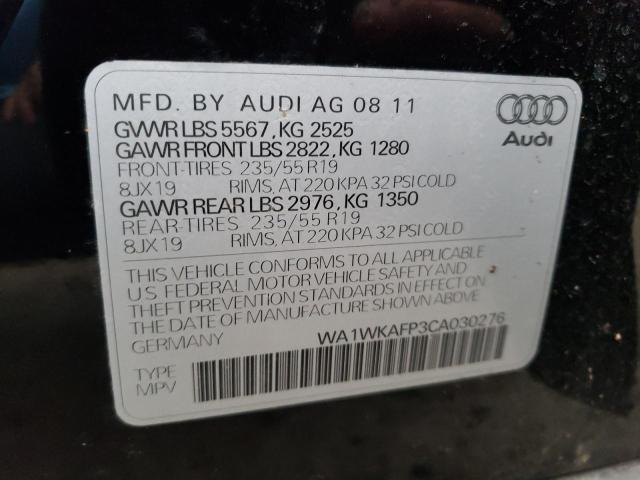 MFD. BY AUDI AG 08 11
Audi
GVWR LBS 5567, KG 2525
GAWR FRONT LBS 2822, KG 1280
FRONT-TIRES 235/55 R19
8JX19 RIMS, AT 220 KPA 32 PSI COLD
GAWR REAR LBS 2976, KG 1350
REAR-TIRES 235/55 R19
8JX19 RIMS, AT 220 KPA 32 PSI COLD
THIS VEHICLE CONFORMS TO ALL APPLICABLE
US FEDERAL MOTOR VEHICLE SAFETY AND
THEFT PREVENTION STANDARDS IN EFFECT ON
THE DATE OF MANUFACTURE SHOWN ABOVE
GERMANY
WA1WKAFP3CA030276
TYPE
MPV